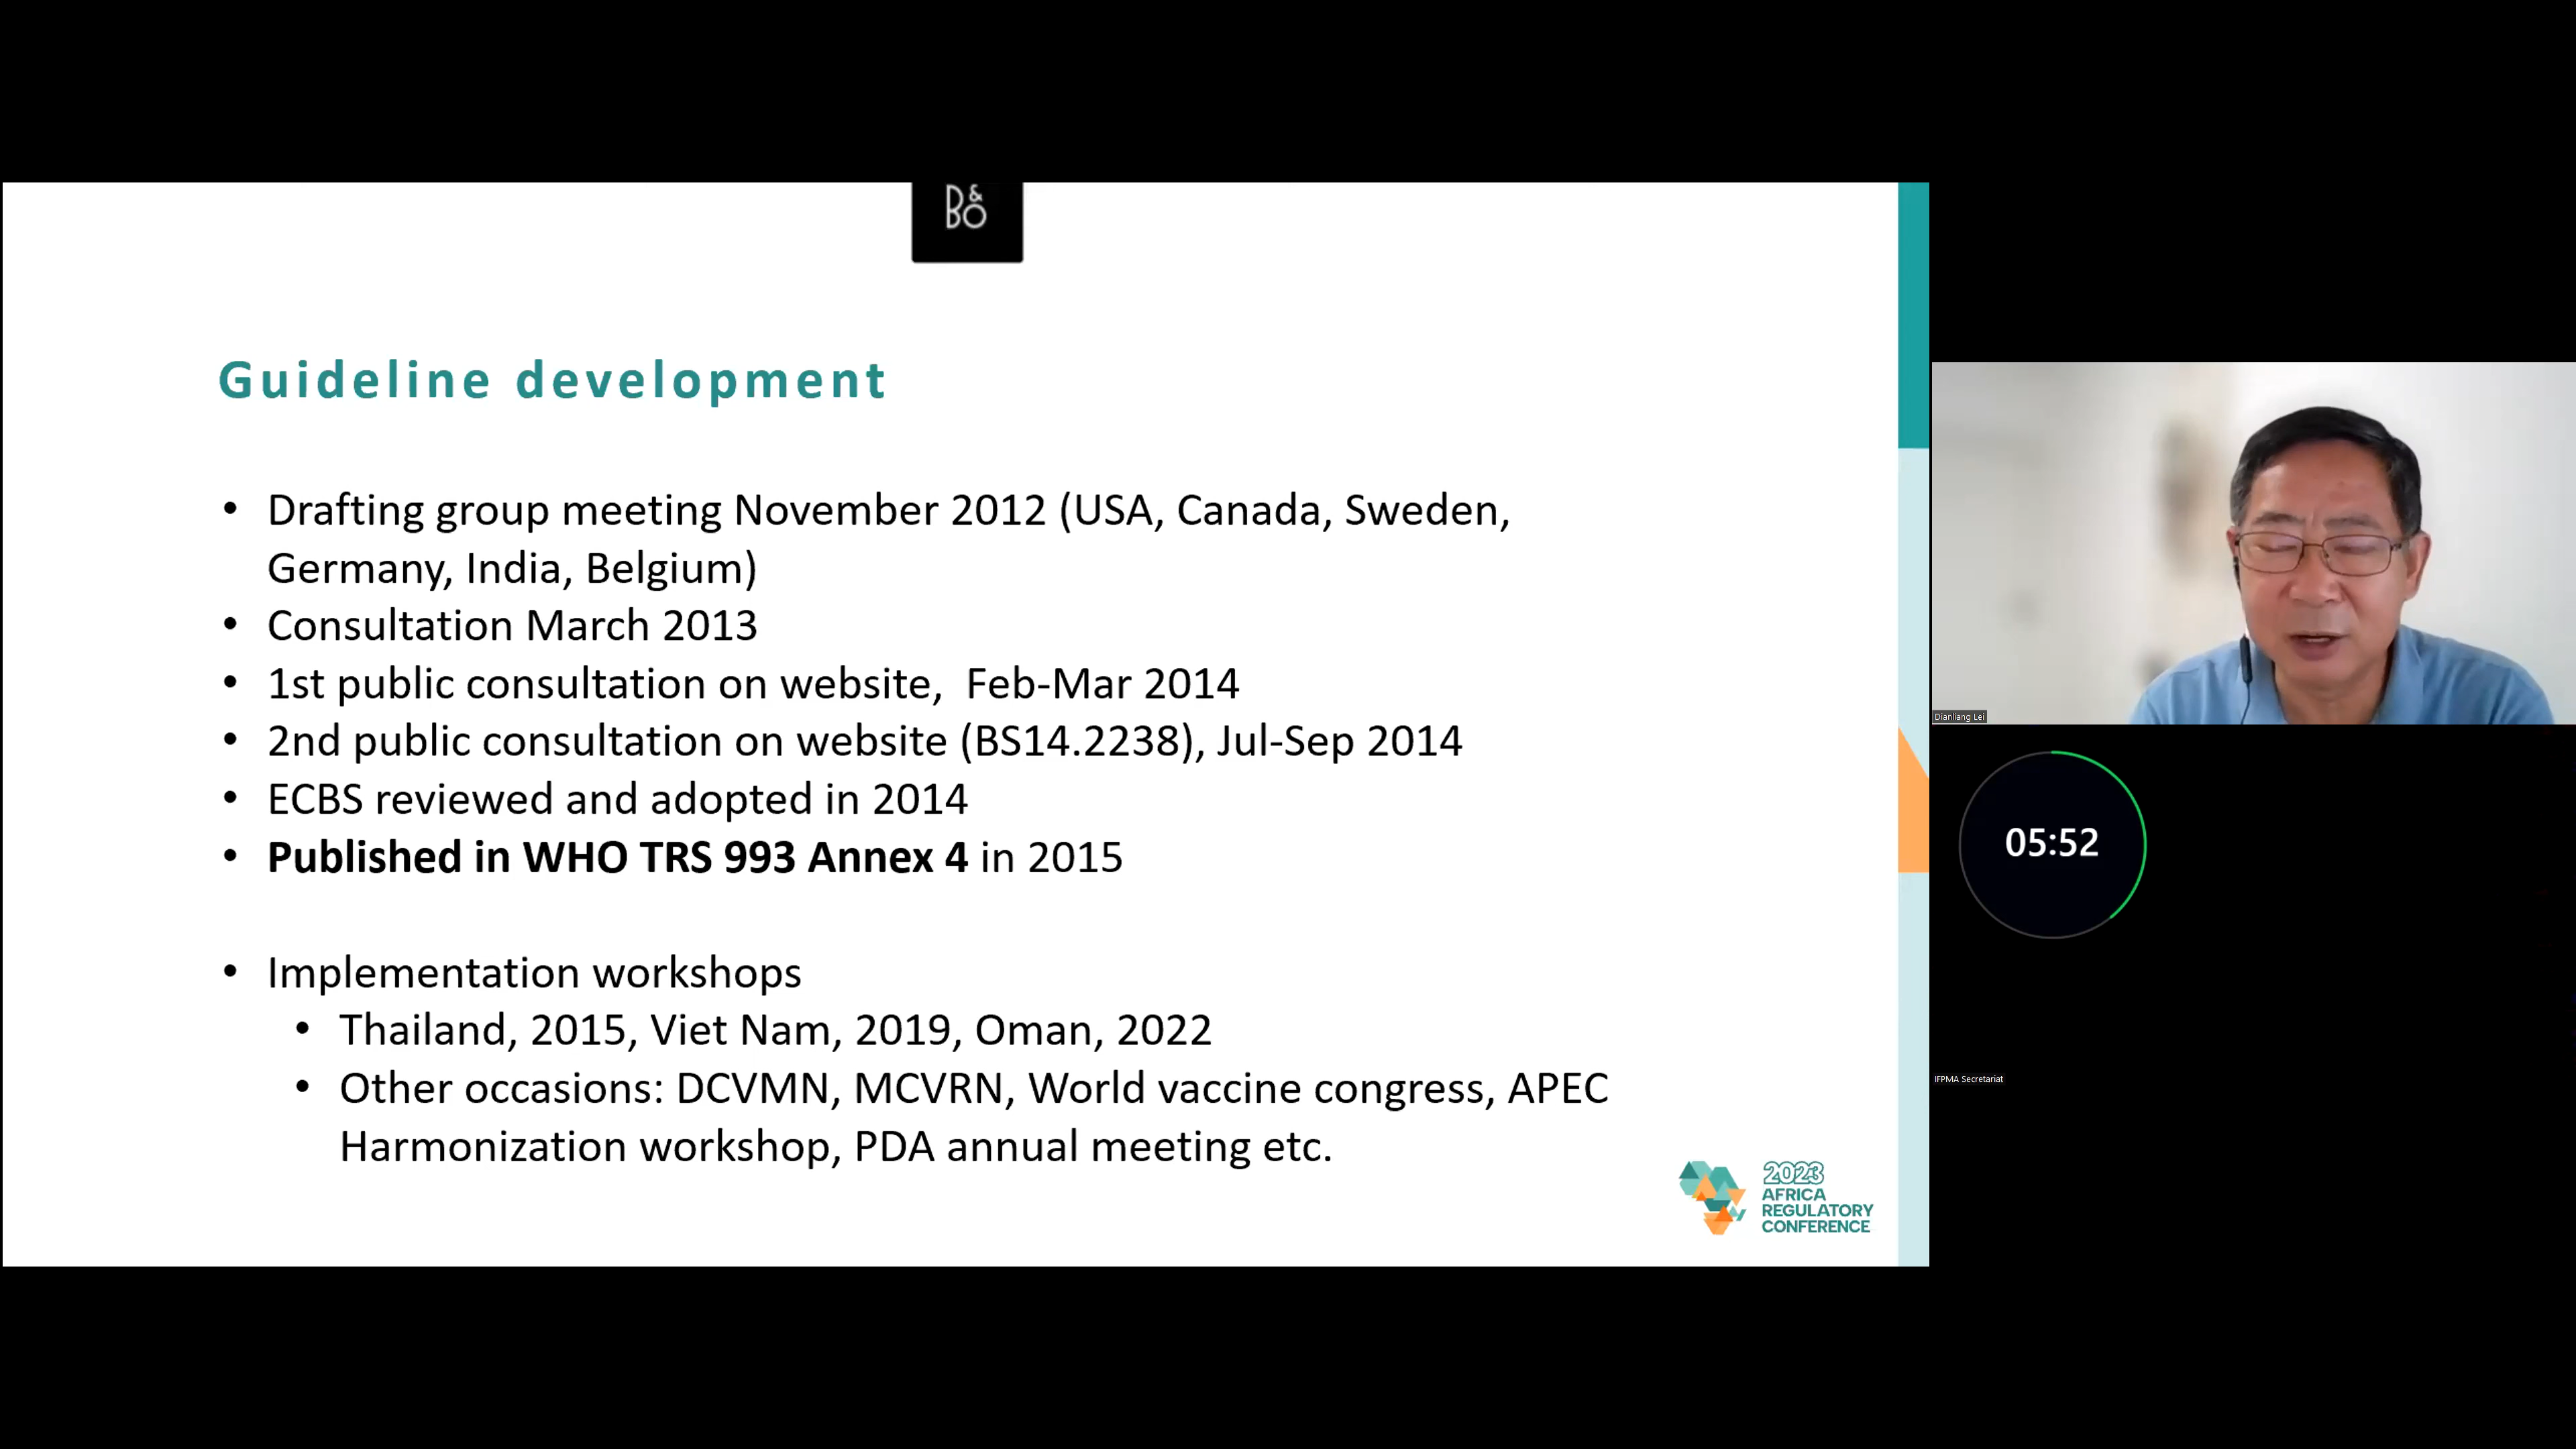 B&O
Guideline development
• Drafting group meeting November 2012 (USA, Canada, Sweden,
Germany, India, Belgium)
• Consultation March 2013
• 1st public consultation on website,  Feb-Mar 2014
• 2nd public consultation on website (BS14.2238), Jul-Sep 2014
• ECBS reviewed and adopted in 2014
• Published in WHO TRS 993 Annex 4 in 2015
• Implementation workshops
• Thailand, 2015, Viet Nam, 2019, Oman, 2022
• Other occasions: DCVMN, MCVRN, World vaccine congress, APEC
Harmonization workshop, PDA annual meeting etc.
2023
AFRICA
REGULATORY
CONFERENCE
Dianliang Lei
05:52
IFPMA Secretariat